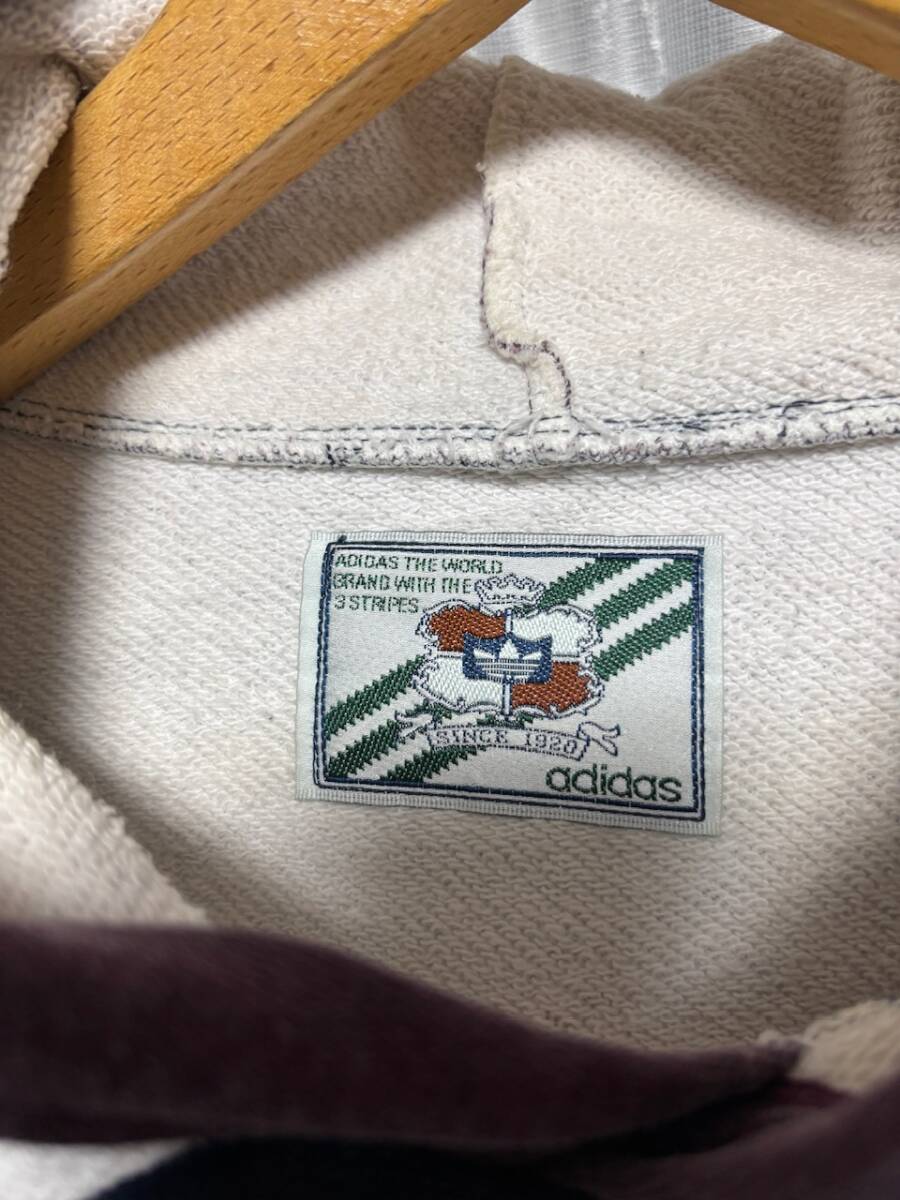 ADIDAS THE WORLD
BRAND WITH THE
3 STRIPES
SINCE 1920
adidas